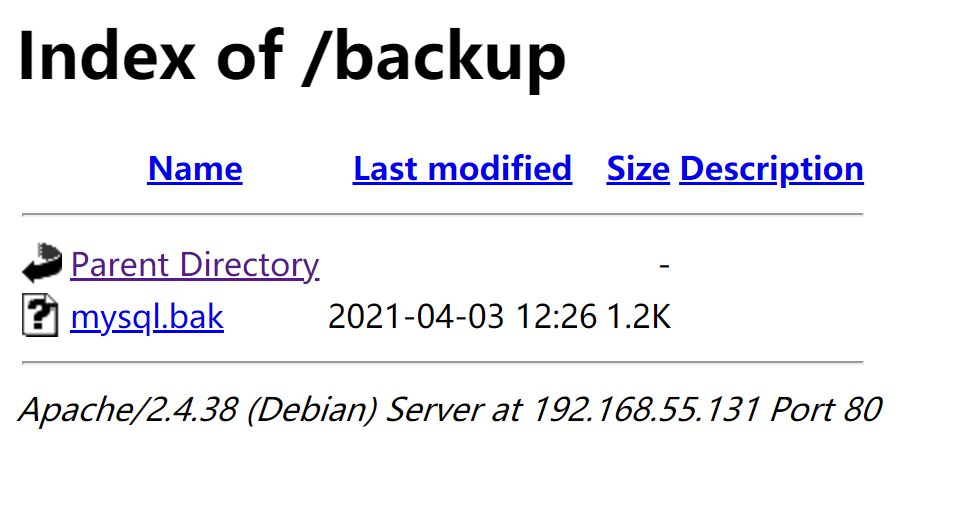 Index of /backup
Name Last modified Size Description
Parent Directory -
mysql.bak 2021-04-03 12:26 1.2K
Apache/2.4.38 (Debian) Server at 192.168.55.131 Port 80